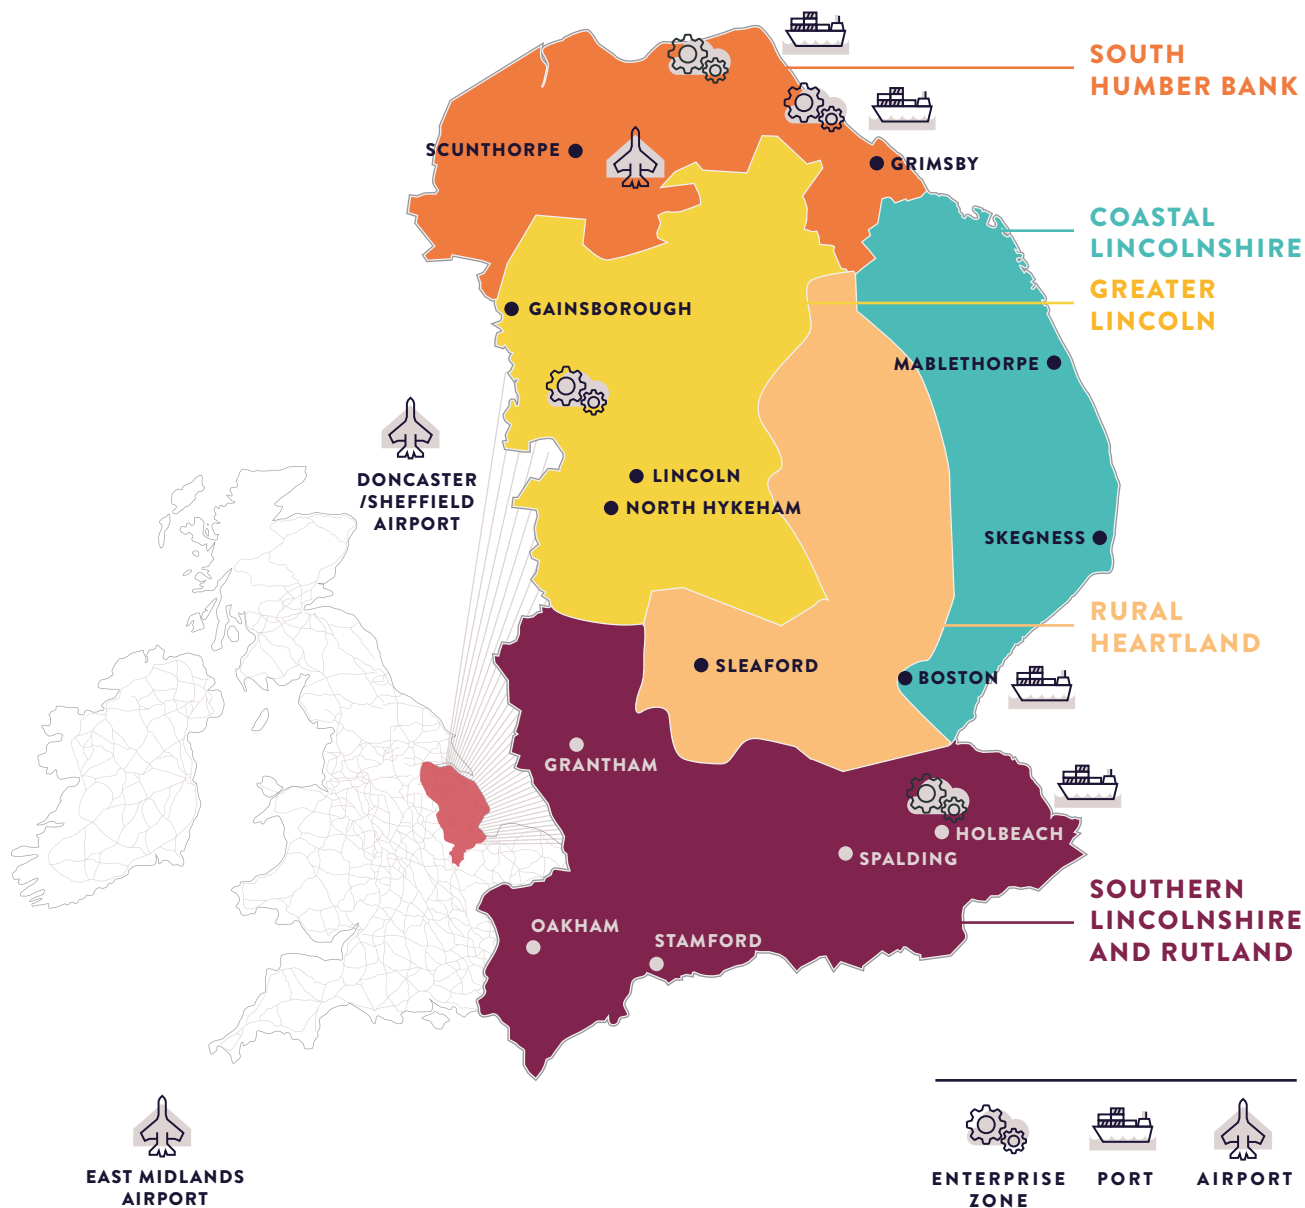 SOUTH
HUMBER BANK
SCUNTHORPE
GRIMSBY
COASTAL
LINCOLNSHIRE
GREATER
LINCOLN
GAINSBOROUGH
MABLETHORPE
DONCASTER
/SHEFFIELD
AIRPORT
LINCOLN
NORTH HYKEHAM
SKEGNESS
RURAL
HEARTLAND
SLEAFORD
BOSTON
GRANTHAM
HOLBEACH
SPALDING
SOUTHERN
LINCOLNSHIRE
AND RUTLAND
OAKHAM
STAMFORD
EAST MIDLANDS
AIRPORT
ENTERPRISE
ZONE
PORT
AIRPORT